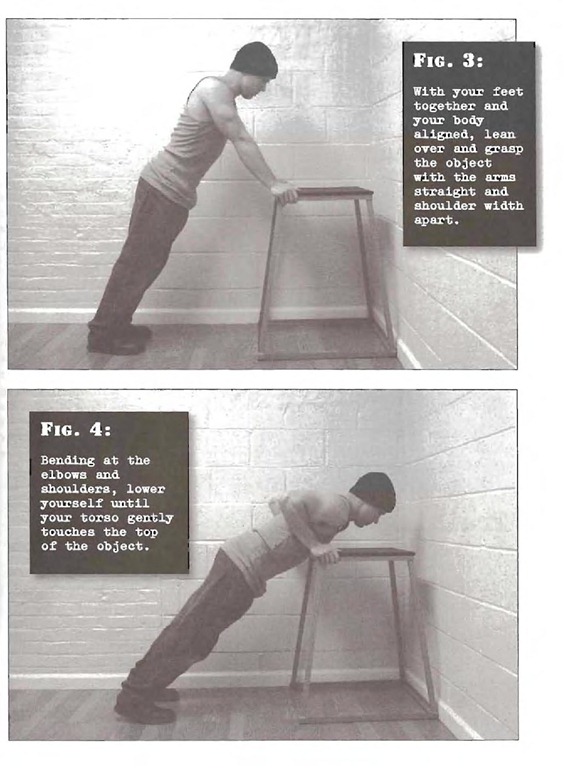 FIG. 3:
With your feet
together and
your body
aligned, lean
over and grasp
the object
with the arms
straight and
shoulder width
apart.
FIG. 4:
Bending at the
elbows and
shoulders, lower
yourself until
your torso gently
touches the top
of the object.